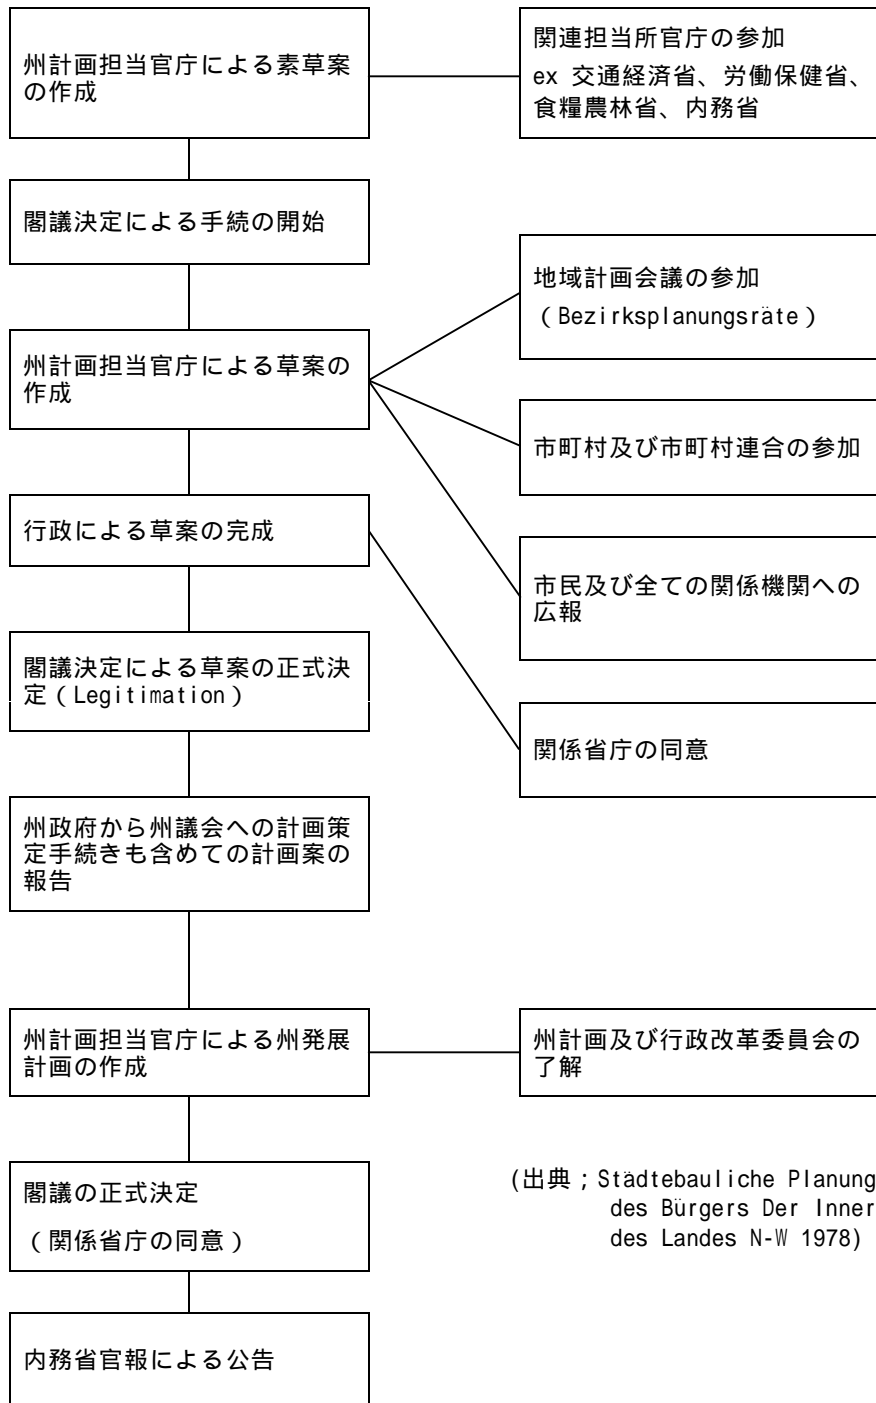 州計画担当官庁による素草案
の作成
関連担当所官庁の参加
ex 交通経済省、労働保健省、
食糧農林省、内務省
閣議決定による手続の開始
地域計画会議の参加
（Bezirksplanungsräte）
州計画担当官庁による草案の
作成
市町村及び市町村連合の参加
行政による草案の完成
市民及び全ての関係機関への
広報
閣議決定による草案の正式決
定（Legitimation）
関係省庁の同意
州政府から州議会への計画策
定手続きも含めての計画案の
報告
州計画担当官庁による州発展
計画の作成
州計画及び行政改革委員会の
了解
閣議の正式決定
（関係省庁の同意）
(出典；Städtebauliche Planung
des Bürgers Der Inner
des Landes N-W 1978)
内務省官報による公告